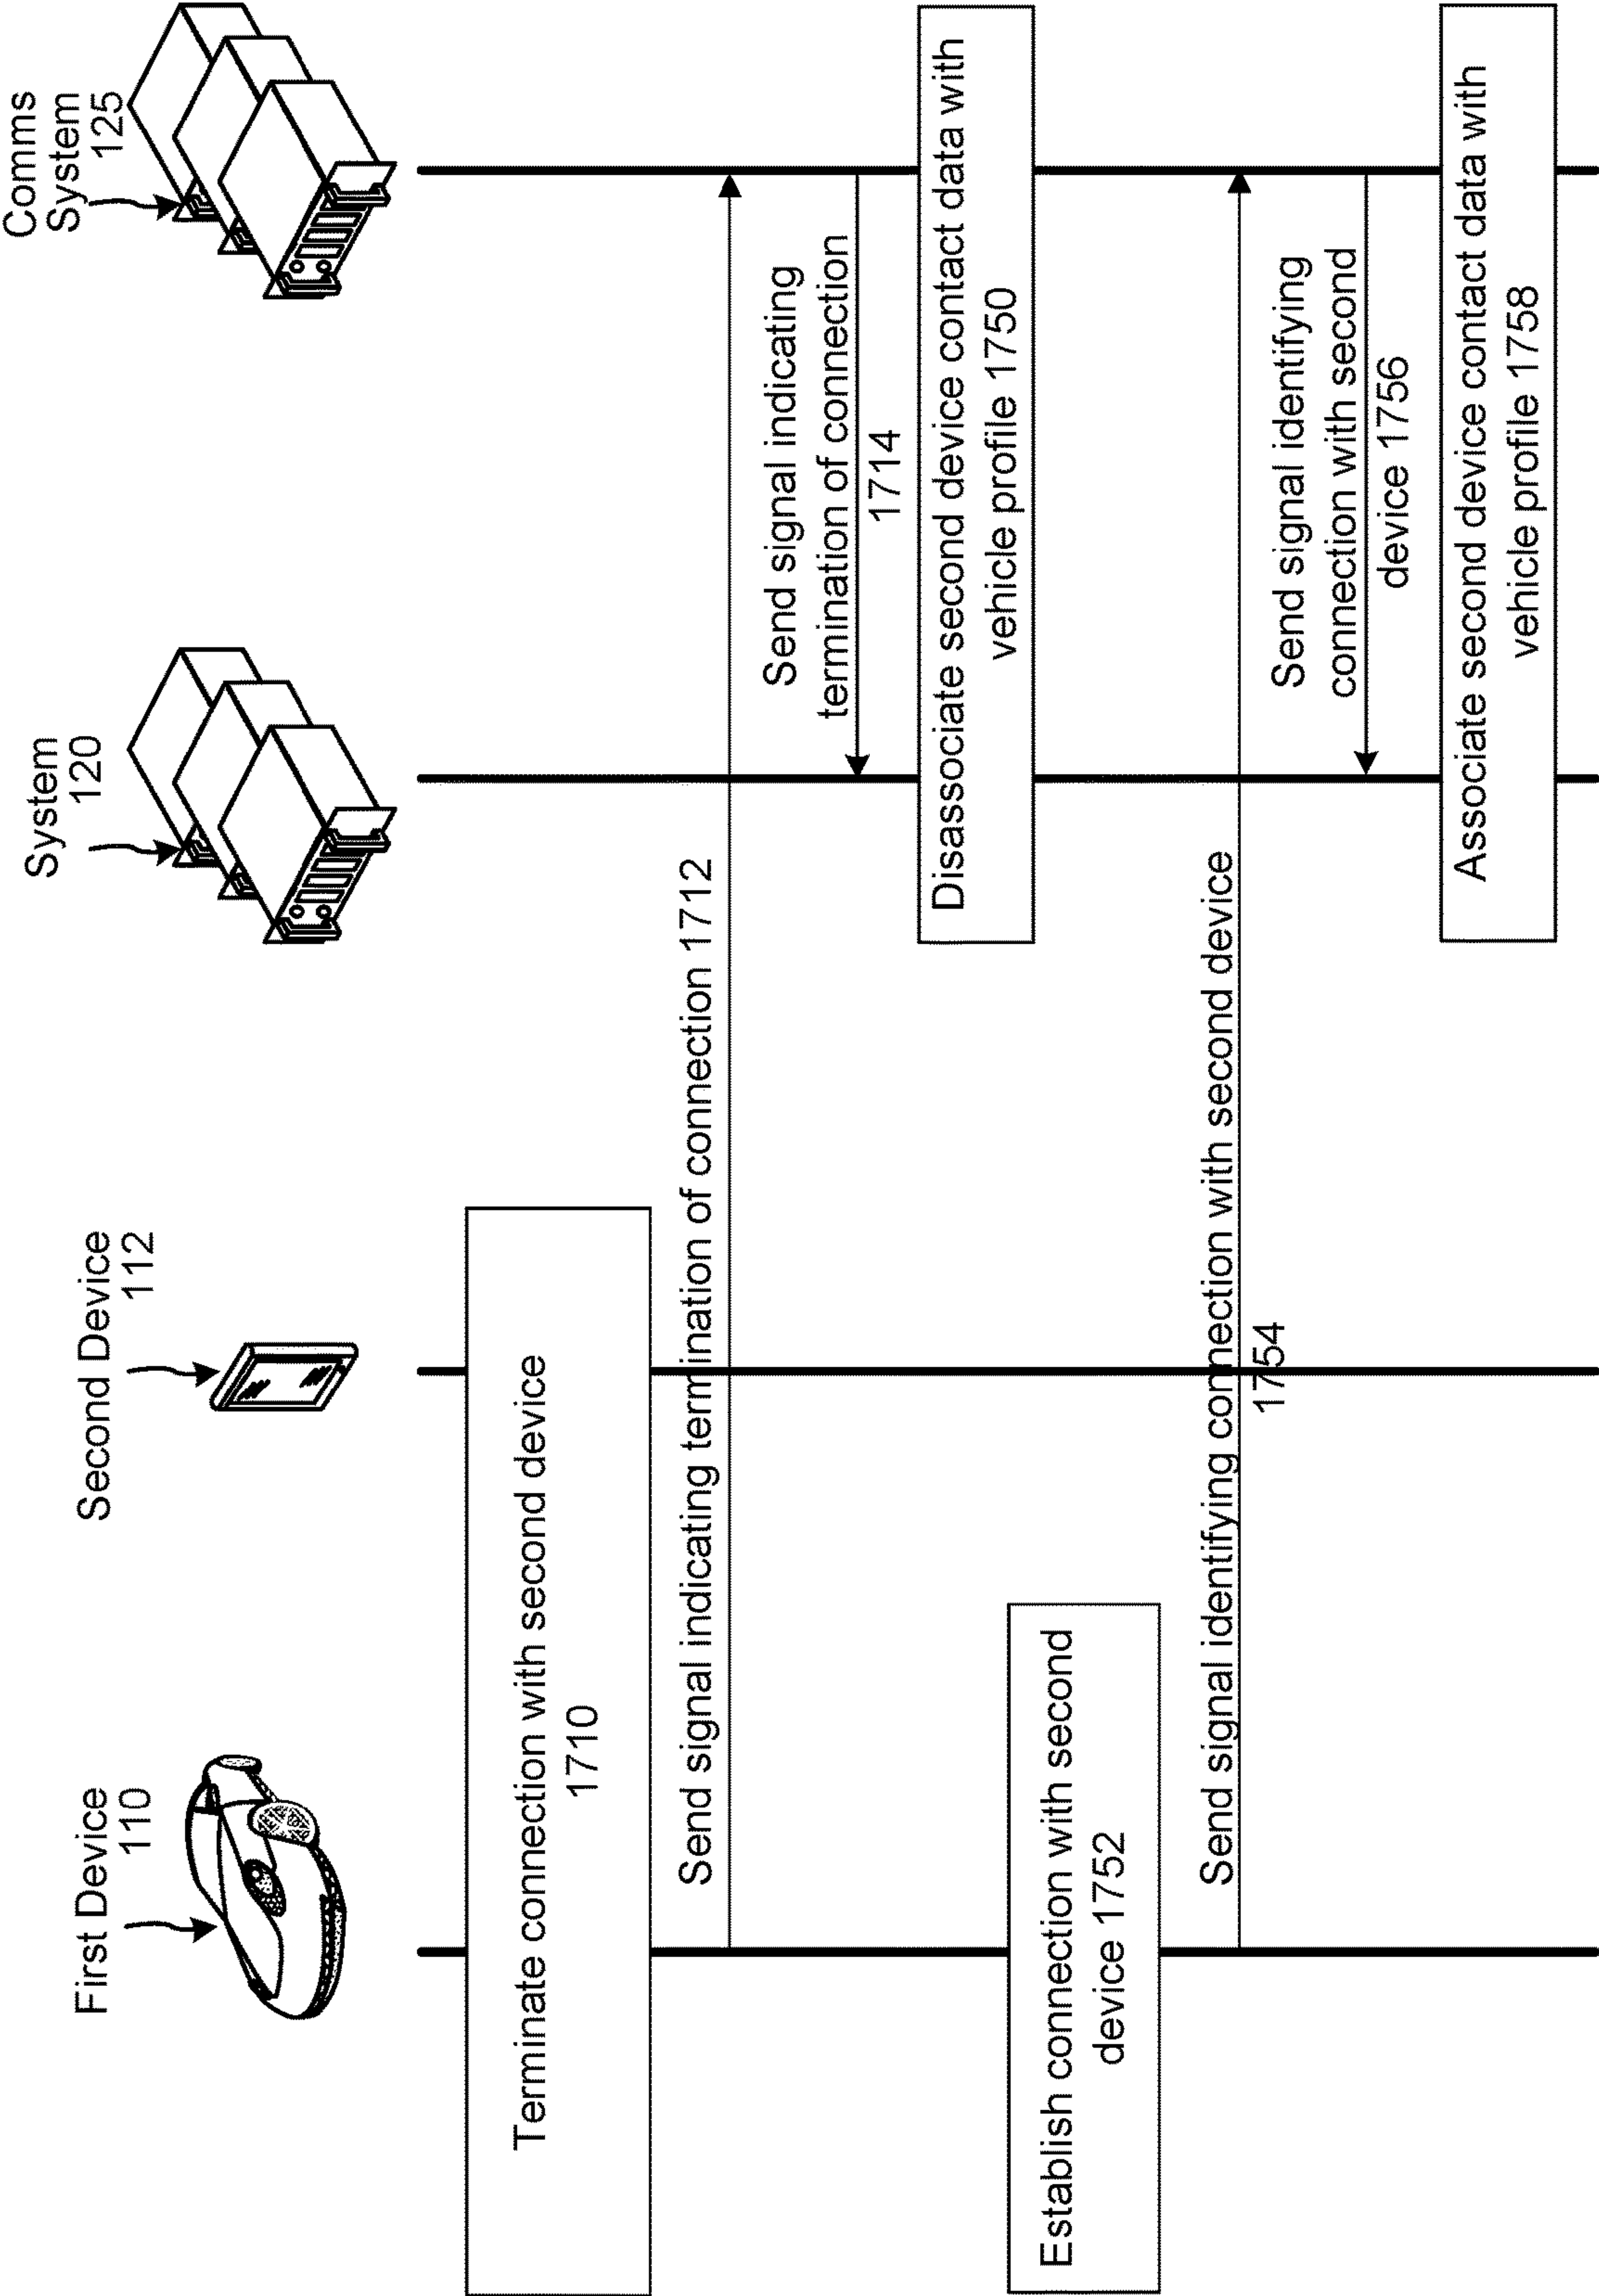 First Device
110
Second Device
112
System
120
Comms
System
125
Terminate connection with second device
1710
Send signal indicating termination of connection 1712
Send signal indicating
termination of connection
1714
Disassociate second device contact data with
vehicle profile 1750
Establish connection with second
device 1752
Send signal identifying connection with second device
1754
Send signal identifying
connection with second
device 1756
Associate second device contact data with
vehicle profile 1758